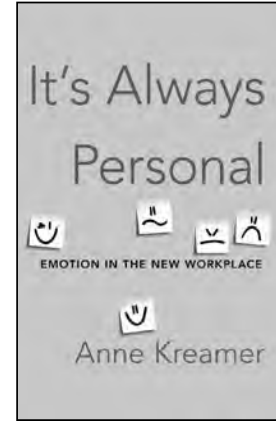 It's Always
Personal
EMOTION IN THE NEW WORKPLACE
Anne Kreamer